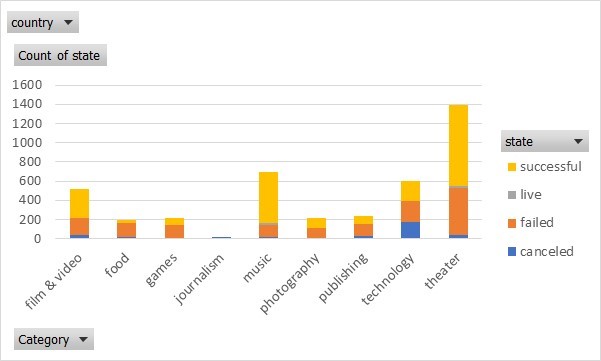 country
Count of state
1600
1400
1200
1000
800
600
400
200
0
film & video
food
games
journalism
music
photography
publishing
technology
theater
state
successful
live
failed
canceled
Category